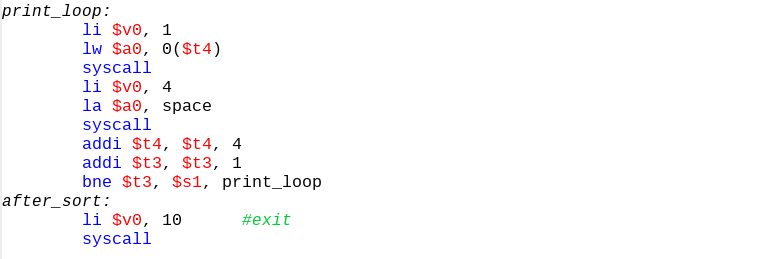 print_loop:
        li $v0, 1
        lw $a0, 0($t4)
        syscall
        li $v0, 4
        la $a0, space
        syscall
        addi $t4, $t4, 4
        addi $t3, $t3, 1
        bne $t3, $s1, print_loop
after_sort:
        li $v0, 10      #exit
        syscall